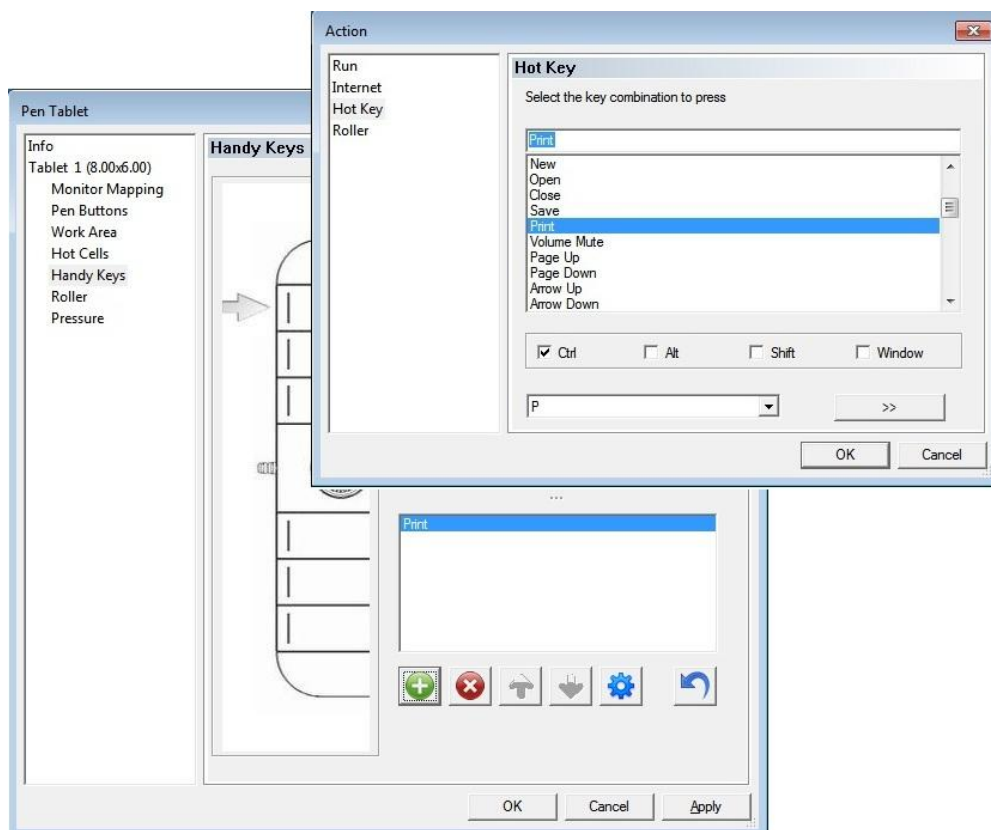 Action
Run
Internet
Hot Key
Roller
Hot Key
Select the key combination to press
Print
New
Open
Close
Save
Print
Volume Mute
Page Up
Page Down
Arrow Up
Arrow Down
Ctrl Alt Shift Window
P >>
OK Cancel
Pen Tablet
Info
Tablet 1 (8.00x6.00)
Monitor Mapping
Pen Buttons
Work Area
Hot Cells
Handy Keys
Roller
Pressure
Handy Keys
...
Print
OK Cancel Apply